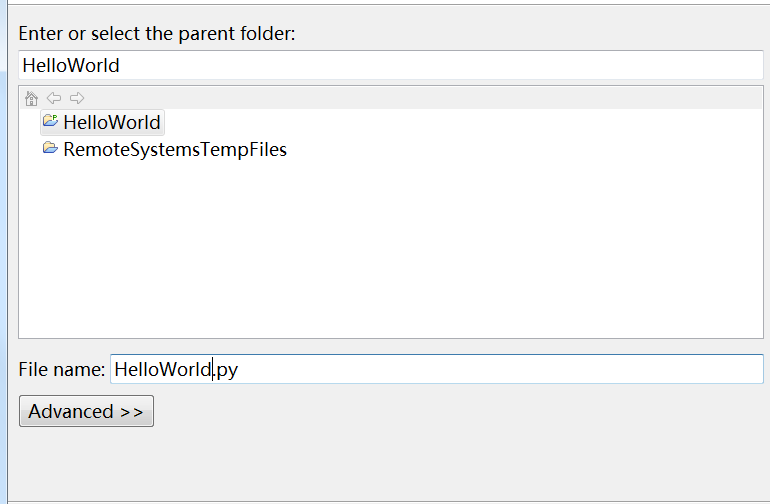 Enter or select the parent folder:
HelloWorld
HelloWorld
RemoteSystemsTempFiles
File name: HelloWorld.py
Advanced >>